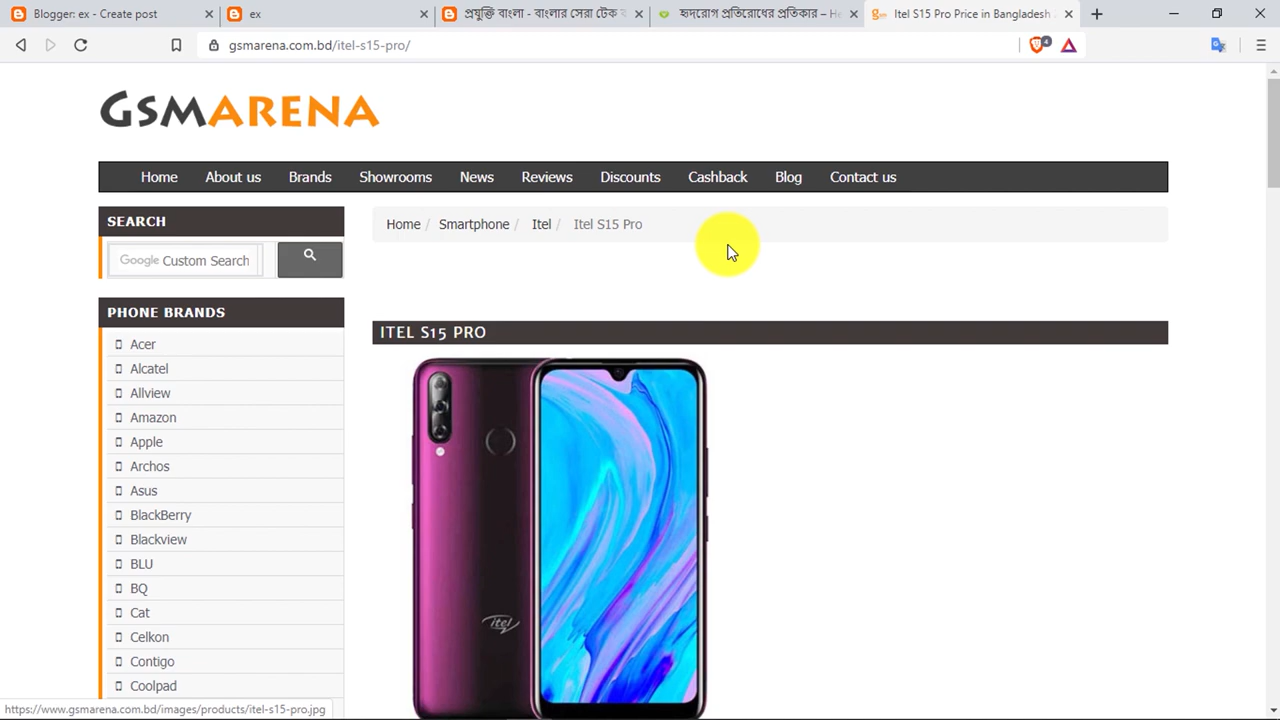 Blogger: ex - Create post
ex
প্রযুক্তি বাংলা - বাংলার সেরা টেক ব
হৃদরোগ প্রতিরোধের প্রতিকার – He
Itel S15 Pro Price in Bangladesh
gsmarena.com.bd/itel-s15-pro/
4
GSMARENA
Home
About us
Brands
Showrooms
News
Reviews
Discounts
Cashback
Blog
Contact us
SEARCH
Google Custom Search
Home / Smartphone / Itel / Itel S15 Pro
PHONE BRANDS
Acer
Alcatel
Allview
Amazon
Apple
Archos
Asus
BlackBerry
Blackview
BLU
BQ
Cat
Celkon
Contigo
Coolpad
ITEL S15 PRO
itel
https://www.gsmarena.com.bd/images/products/itel-s15-pro.jpg